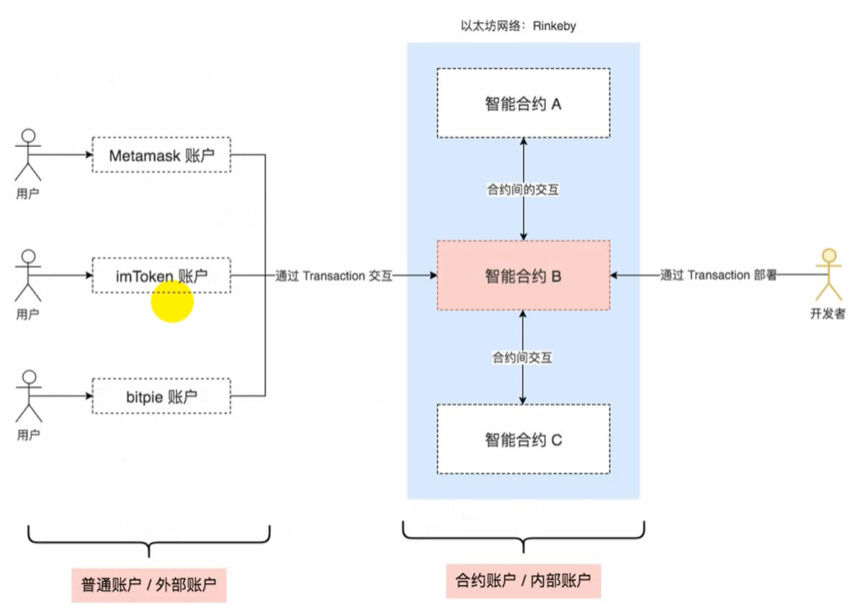 以太坊网络：Rinkeby
智能合约 A
Metamask 账户
用户
合约间的交互
imToken 账户
通过 Transaction 交互
智能合约 B
通过 Transaction 部署
用户
开发者
合约间交互
bitpie 账户
用户
智能合约 C
普通账户 / 外部账户
合约账户 / 内部账户